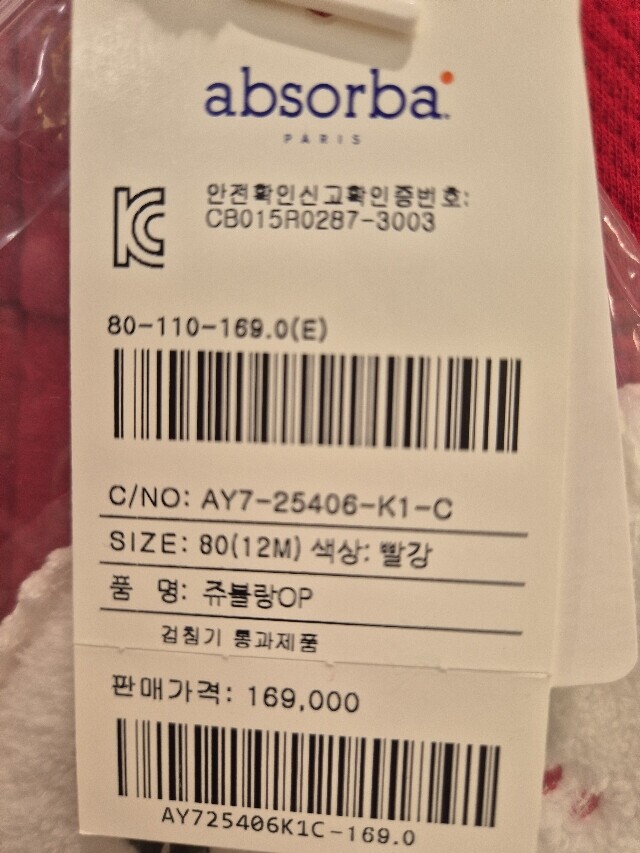 absorba
PARIS
안전확인신고확인증번호:
CB015R0287-3003
80-110-169.0(E)
C/NO: AY7-25406-K1-C
SIZE: 80(12M) 색상: 빨강
품 명: 쥬블랑OP
검침기 통과제품
판매가격: 169,000
AY725406K1C-169.0